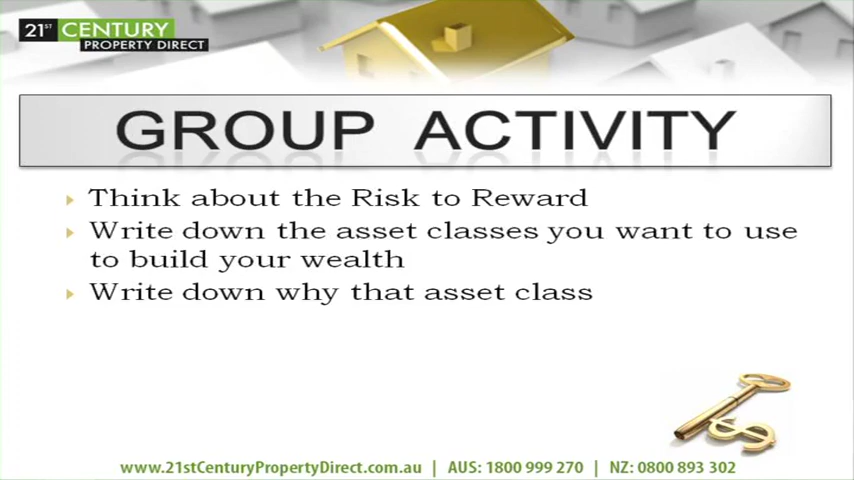 21ST CENTURY
PROPERTY DIRECT
GROUP ACTIVITY
Think about the Risk to Reward
Write down the asset classes you want to use
to build your wealth
Write down why that asset class
www.21stCenturyPropertyDirect.com.au | AUS: 1800 999 270 | NZ: 0800 893 302